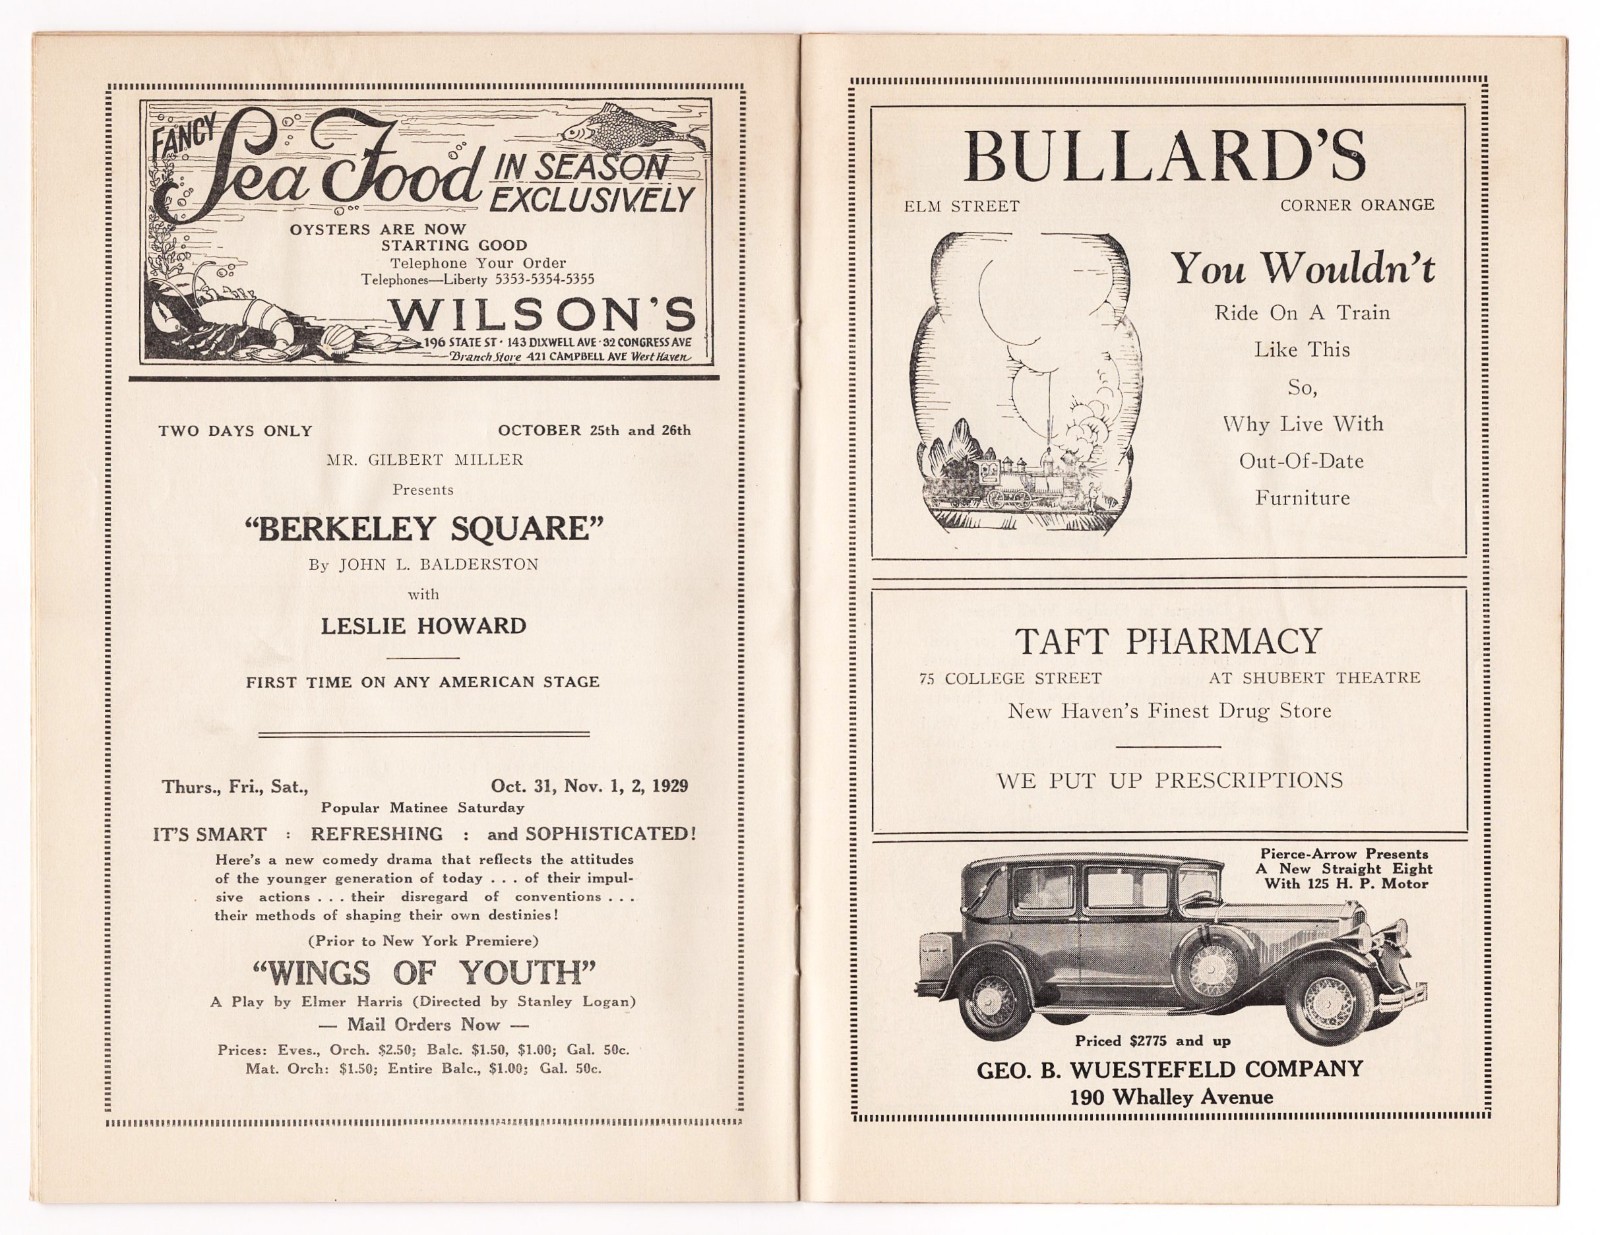 FANCY
Sea Food
IN SEASON
EXCLUSIVELY
OYSTERS ARE NOW
STARTING GOOD
Telephone Your Order
Telephones—Liberty 5353-5354-5355
WILSON'S
196 STATE ST · 143 DIXWELL AVE · 32 CONGRESS AVE
Branch Store 421 CAMPBELL AVE West Haven
TWO DAYS ONLY OCTOBER 25th and 26th
MR. GILBERT MILLER
Presents
"BERKELEY SQUARE"
By JOHN L. BALDERSTON
with
LESLIE HOWARD
FIRST TIME ON ANY AMERICAN STAGE
Thurs., Fri., Sat., Oct. 31, Nov. 1, 2, 1929
Popular Matinee Saturday
IT'S SMART : REFRESHING : and SOPHISTICATED!
Here's a new comedy drama that reflects the attitudes
of the younger generation of today . . . of their impul-
sive actions . . . their disregard of conventions . . .
their methods of shaping their own destinies!
(Prior to New York Premiere)
"WINGS OF YOUTH"
A Play by Elmer Harris (Directed by Stanley Logan)
— Mail Orders Now —
Prices: Eves., Orch. $2.50; Balc. $1.50, $1.00; Gal. 50c.
Mat. Orch: $1.50; Entire Balc., $1.00; Gal. 50c.
BULLARD'S
ELM STREET CORNER ORANGE
You Wouldn't
Ride On A Train
Like This
So,
Why Live With
Out-Of-Date
Furniture
TAFT PHARMACY
75 COLLEGE STREET AT SHUBERT THEATRE
New Haven's Finest Drug Store
WE PUT UP PRESCRIPTIONS
Pierce-Arrow Presents
A New Straight Eight
With 125 H. P. Motor
Priced $2775 and up
GEO. B. WUESTEFELD COMPANY
190 Whalley Avenue